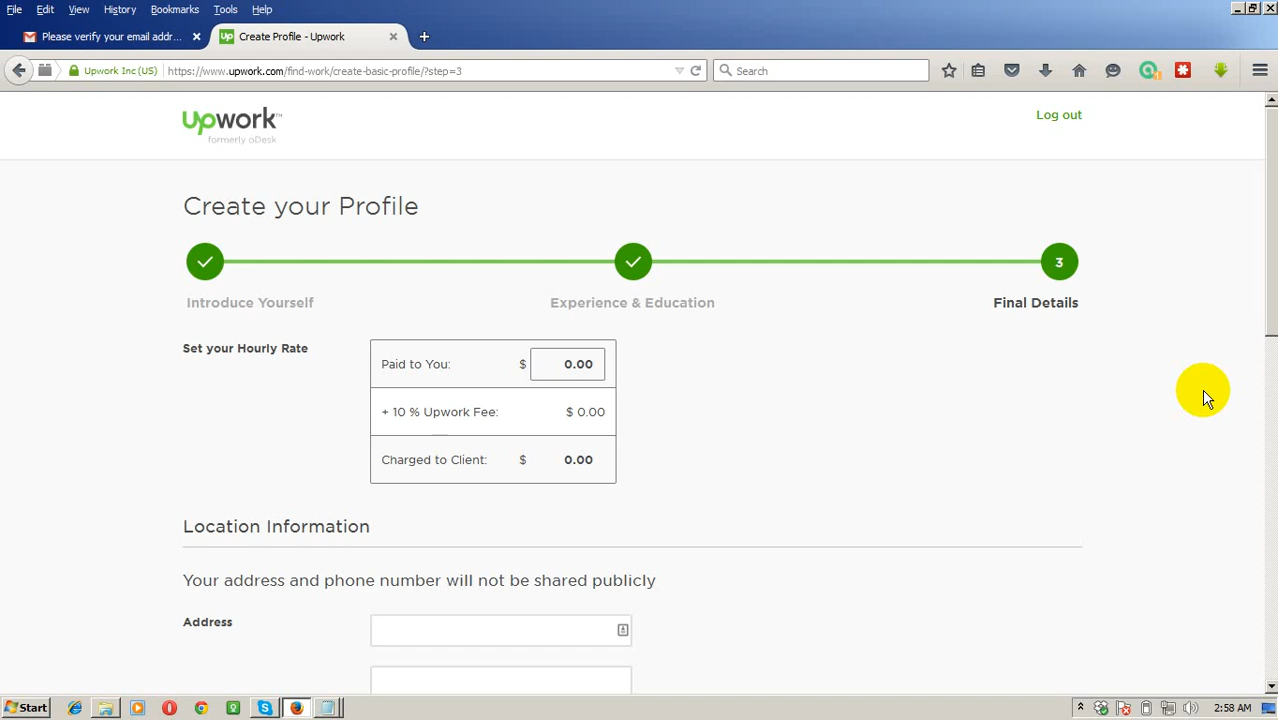 File Edit View History Bookmarks Tools Help
Please verify your email addr... × Create Profile - Upwork × +
Upwork Inc (US) https://www.upwork.com/find-work/create-basic-profile/?step=3 Search
Upwork™ Log out
formerly oDesk
Create your Profile
3
Introduce Yourself Experience & Education Final Details
Set your Hourly Rate Paid to You: $ 0.00
+ 10 % Upwork Fee: $ 0.00
Charged to Client: $ 0.00
Location Information
Your address and phone number will not be shared publicly
Address
Start 2:58 AM